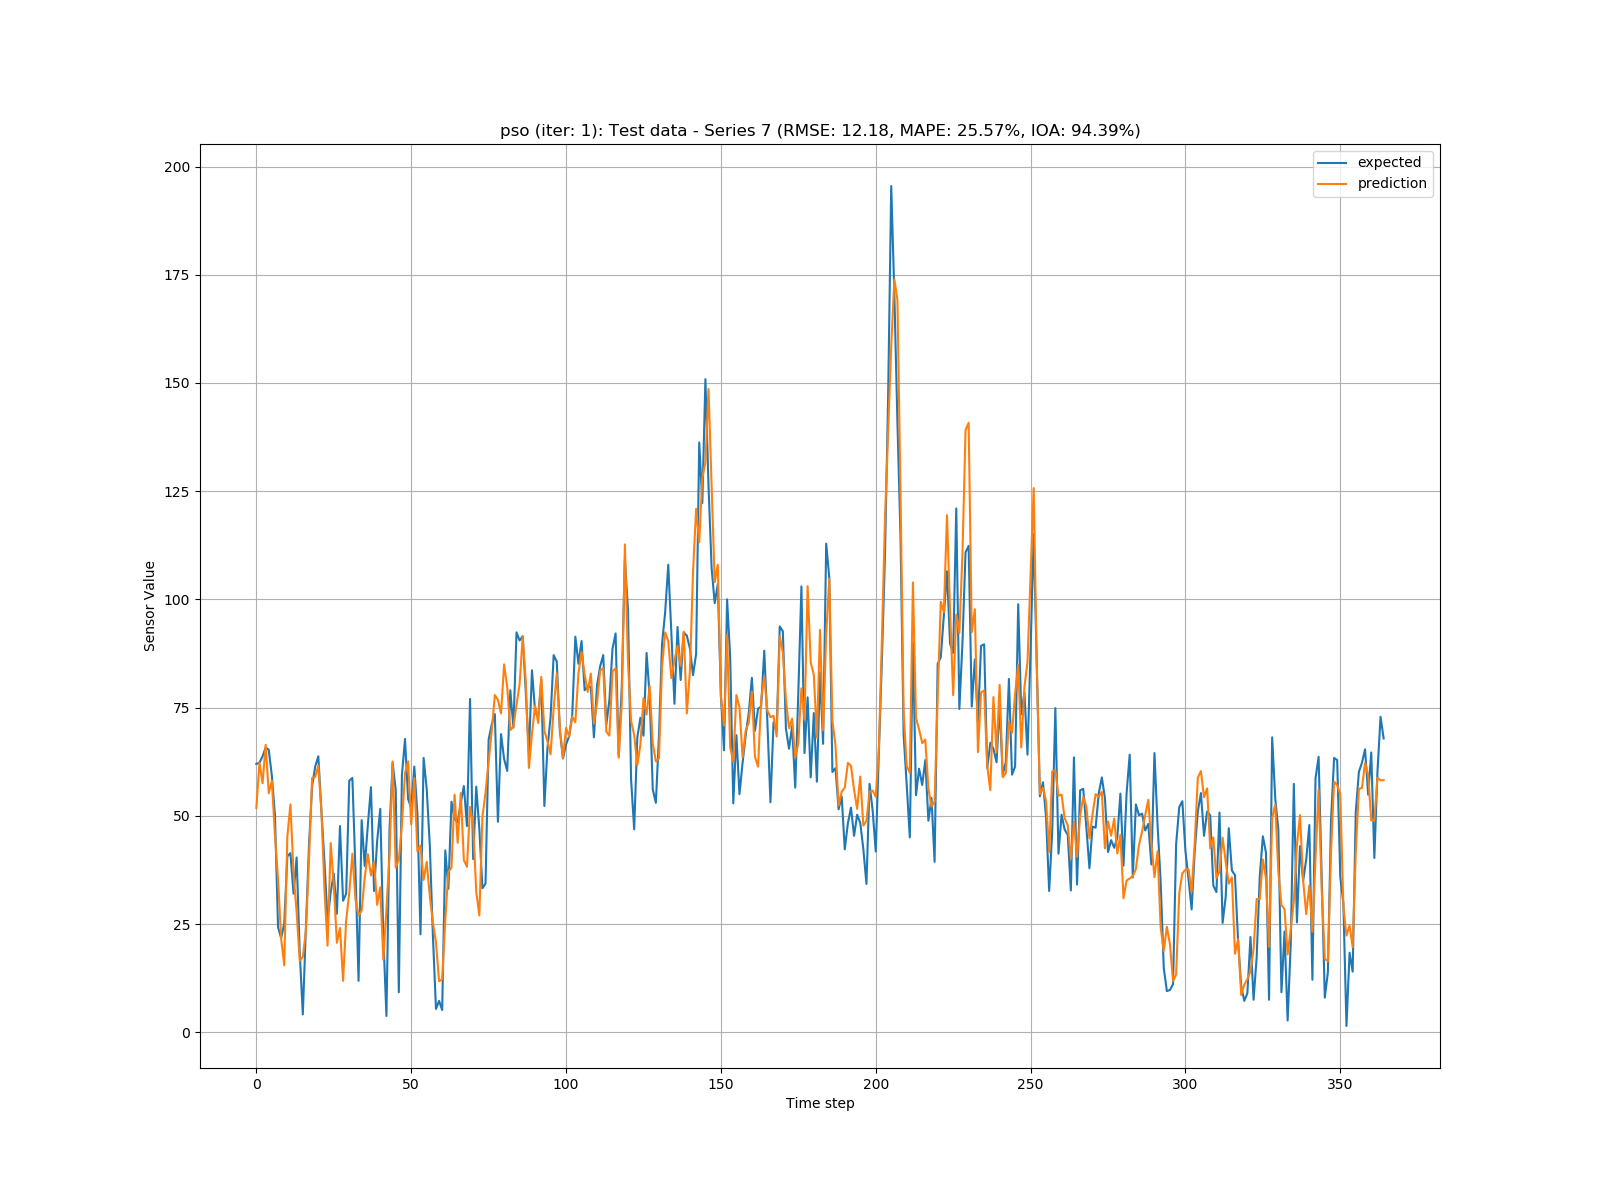 pso (iter: 1): Test data - Series 7 (RMSE: 12.18, MAPE: 25.57%, IOA: 94.39%)
expected
prediction
200
175
150
125
100
75
50
25
0
Sensor Value
0 50 100 150 200 250 300 350
Time step